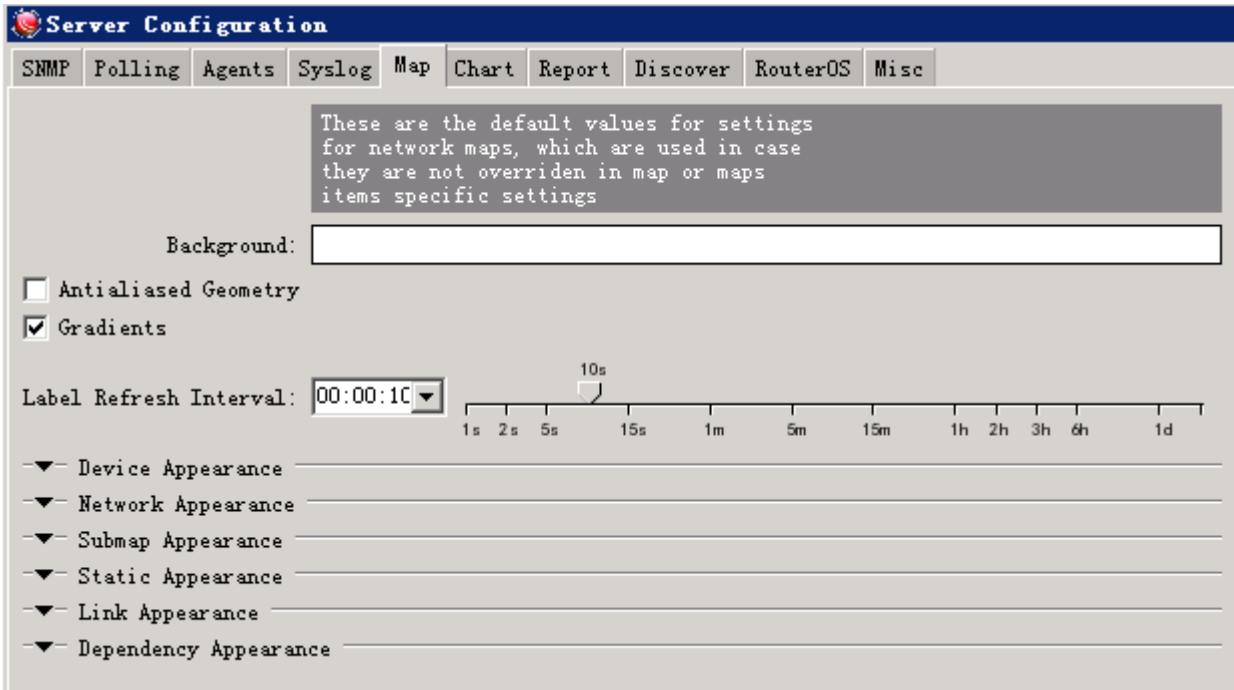 Server Configuration
SNMP Polling Agents Syslog Map Chart Report Discover RouterOS Misc
These are the default values for settings
for network maps, which are used in case
they are not overriden in map or maps
items specific settings
Background:
Antialiased Geometry
Gradients
10s
Label Refresh Interval: 00:00:10
1s 2s 5s 15s 1m 5m 15m 1h 2h 3h 6h 1d
Device Appearance
Network Appearance
Submap Appearance
Static Appearance
Link Appearance
Dependency Appearance